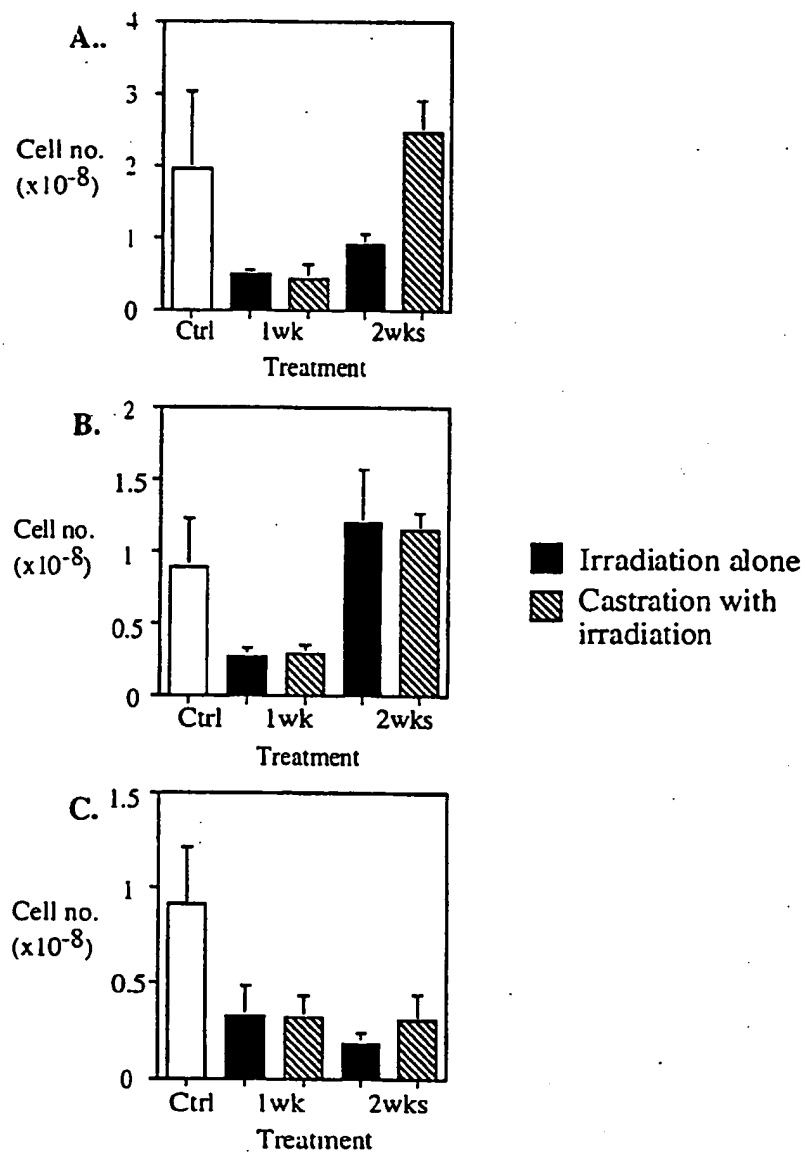 A..
4
3
2
1
0
Cell no.
(x10-8)
Ctrl 1wk 2wks
Treatment
B.
2
1.5
1
0.5
0
Cell no.
(x10-8)
Ctrl 1wk 2wks
Treatment
Irradiation alone
Castration with
irradiation
C.
1.5
1
0.5
0
Cell no.
(x10-8)
Ctrl 1wk 2wks
Treatment